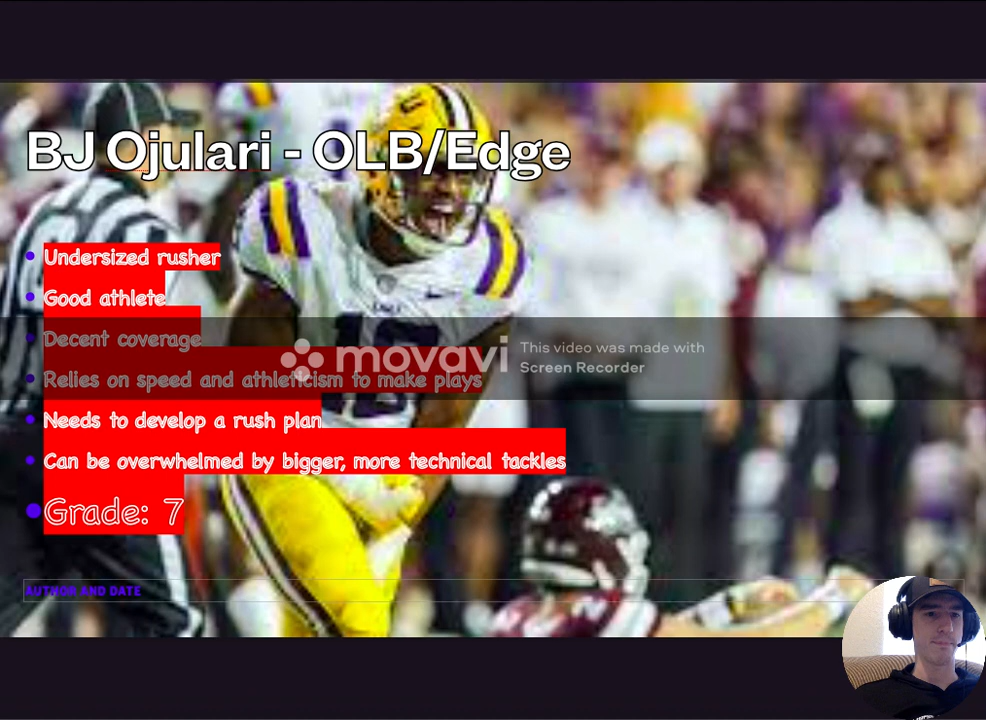 BJ Ojulari - OLB/Edge
Undersized rusher
Good athlete
Decent coverage
Relies on speed and athleticism to make plays
movavi
This video was made with
Screen Recorder
Needs to develop a rush plan
Can be overwhelmed by bigger, more technical tackles
Grade: 7
AUTHOR AND DATE